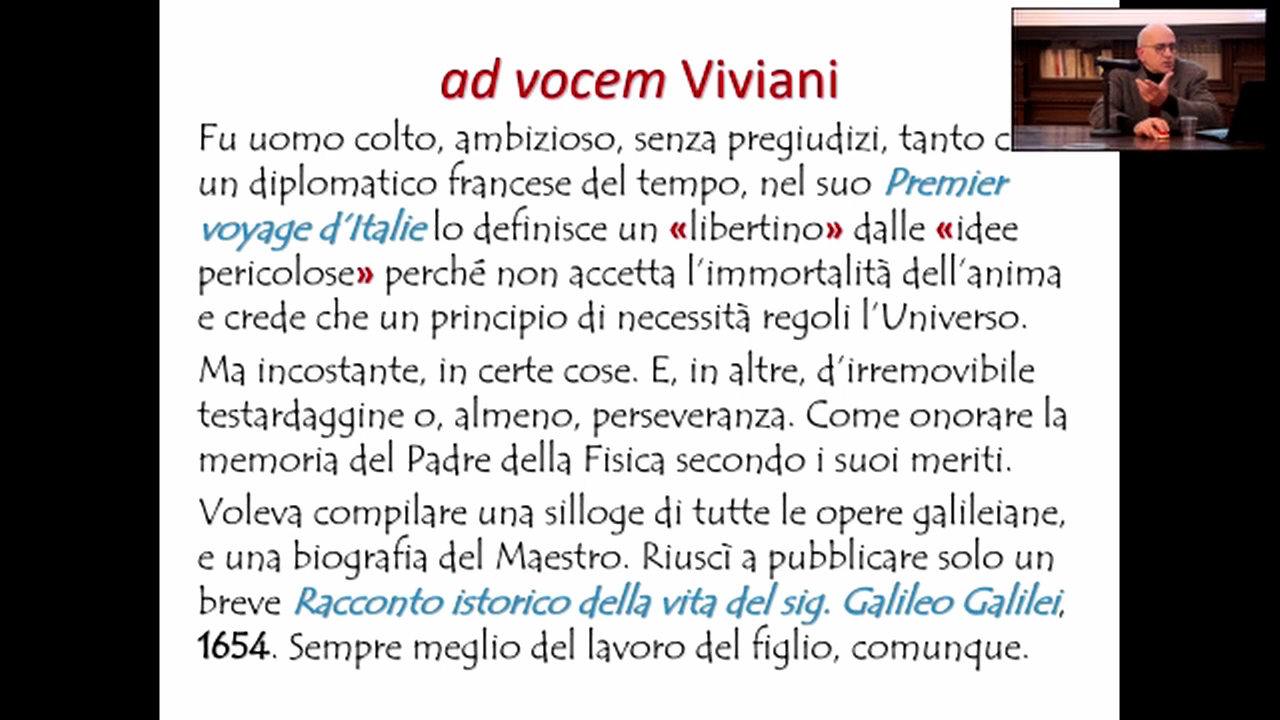 ad vocem Viviani
Fu uomo colto, ambizioso, senza pregiudizi, tanto
un diplomatico francese del tempo, nel suo Premier
voyage d'Italie lo definisce un «libertino» dalle «idee
pericolose» perché non accetta l'immortalità dell'anima
e crede che un principio di necessità regoli l'Universo.
Ma incostante, in certe cose. E, in altre, d'irremovibile
testardaggine o, almeno, perseveranza. Come onorare la
memoria del Padre della Fisica secondo i suoi meriti.
Voleva compilare una silloge di tutte le opere galileiane,
e una biografia del Maestro. Riuscì a pubblicare solo un
breve Racconto istorico della vita del sig. Galileo Galilei,
1654. Sempre meglio del lavoro del figlio, comunque.